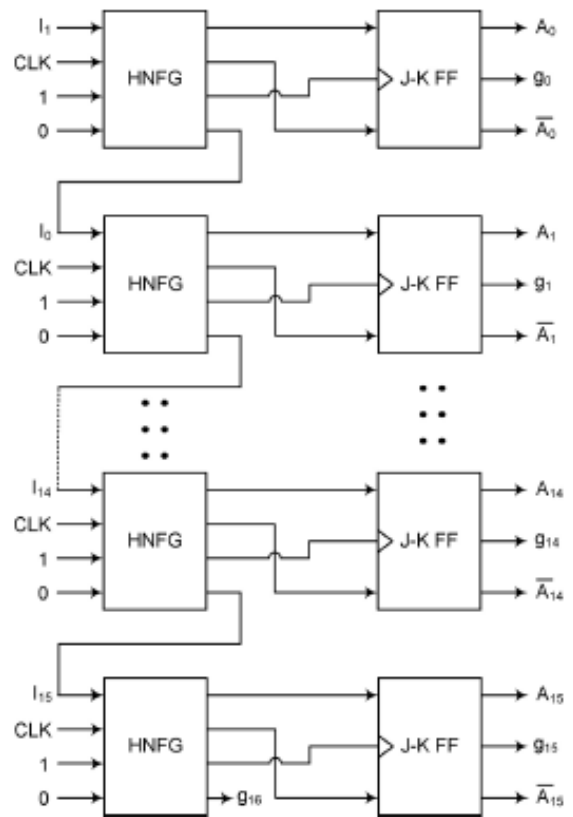 I₁ A₀
CLK HNFG J-K FF g₀
1
0 A̅₀
I₀ A₁
CLK HNFG J-K FF g₁
1
0 A̅₁
I₁₄ A₁₄
CLK HNFG J-K FF g₁₄
1
0 A̅₁₄
I₁₅ A₁₅
CLK HNFG J-K FF g₁₅
1
0 g₁₆ A̅₁₅